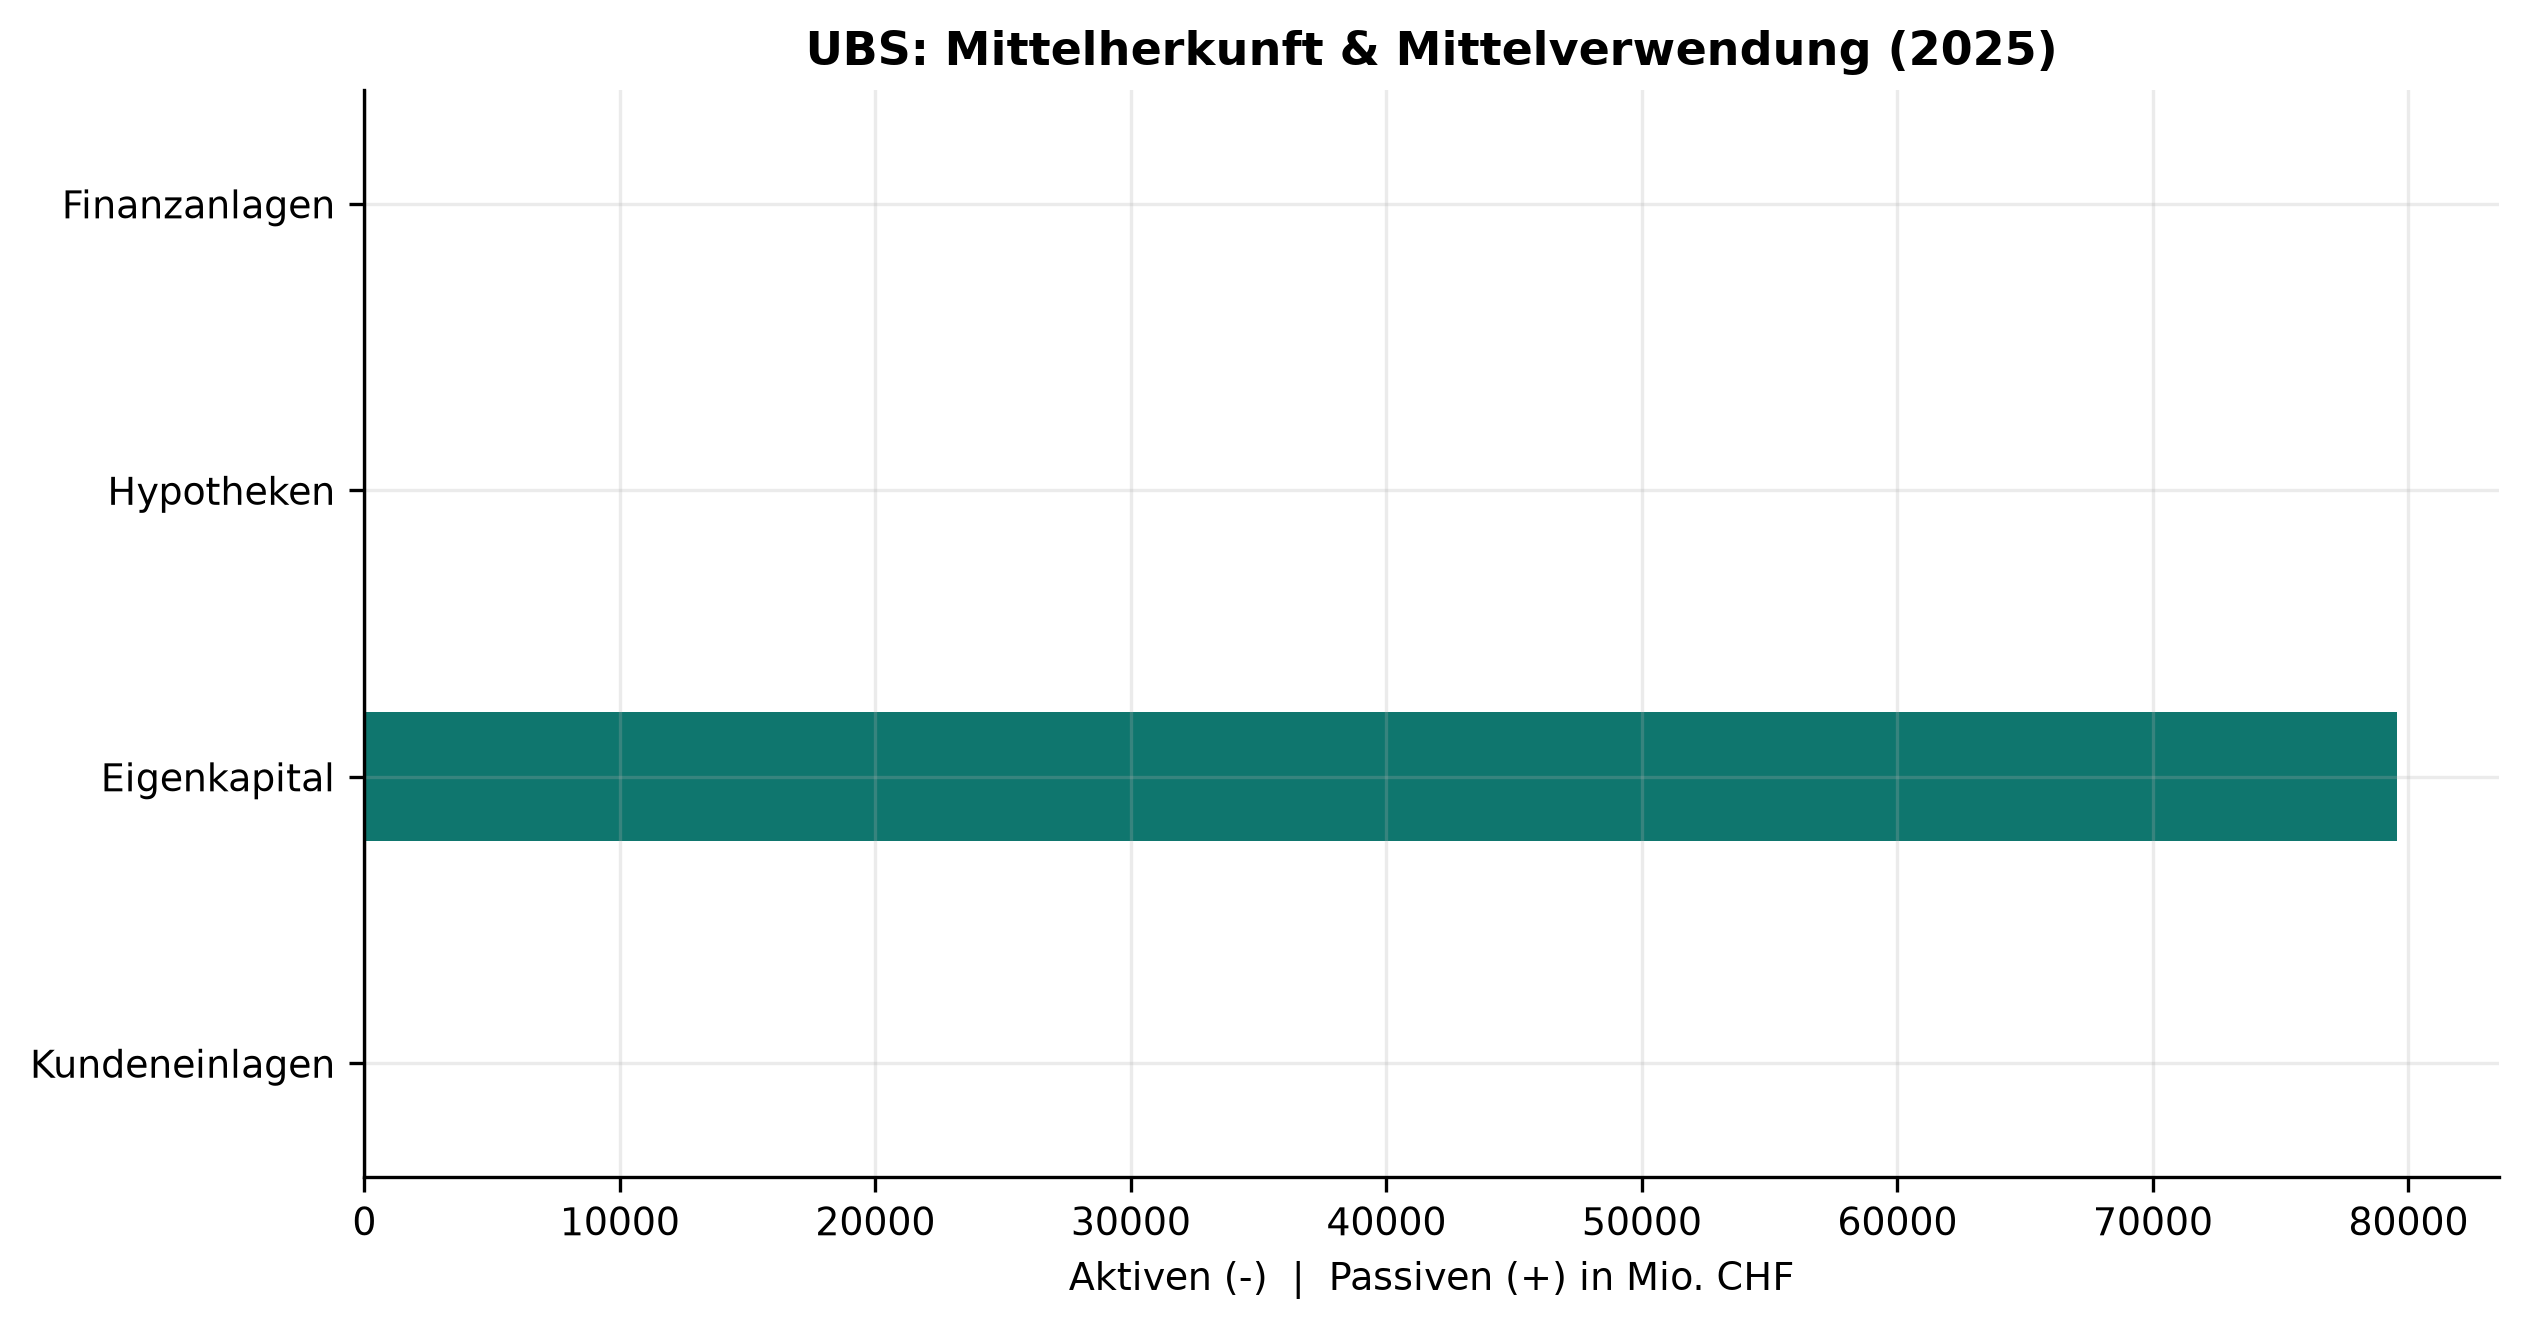 UBS: Mittelherkunft & Mittelverwendung (2025)
Finanzanlagen
Hypotheken
Eigenkapital
Kundeneinlagen
0 10000 20000 30000 40000 50000 60000 70000 80000
Aktiven (-) | Passiven (+) in Mio. CHF